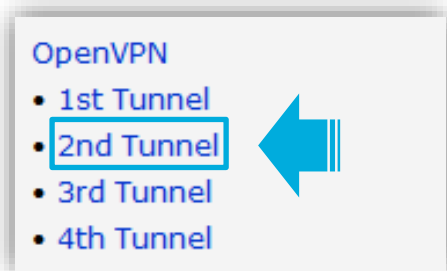 OpenVPN
• 1st Tunnel
• 2nd Tunnel
• 3rd Tunnel
• 4th Tunnel